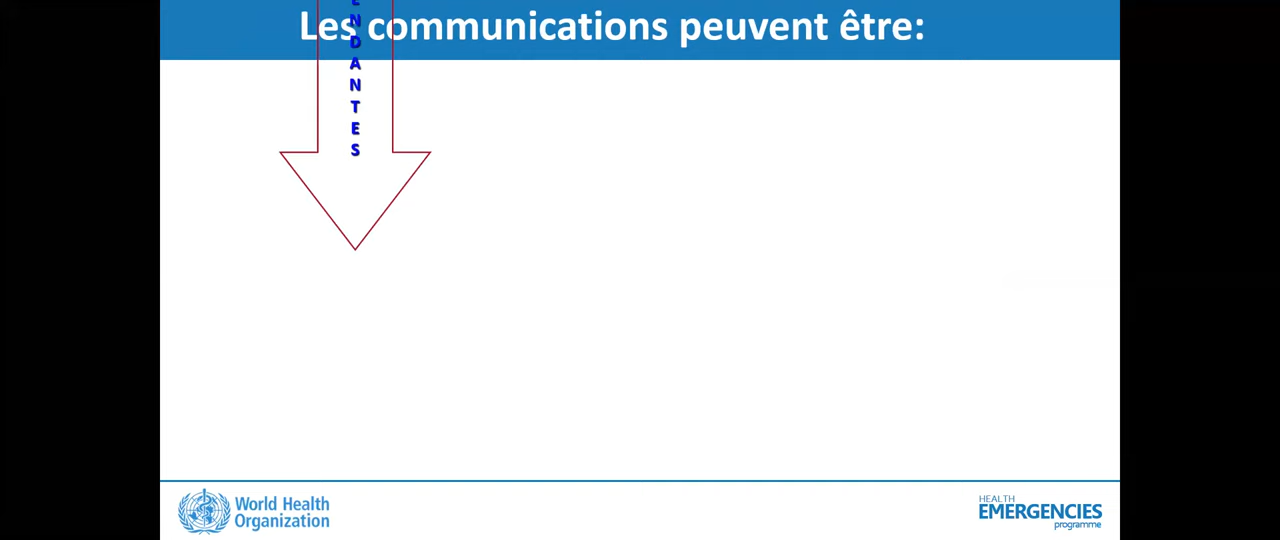 Les communications peuvent être:
E
N
D
A
N
T
E
S
World Health
Organization
HEALTH
EMERGENCIES
programme